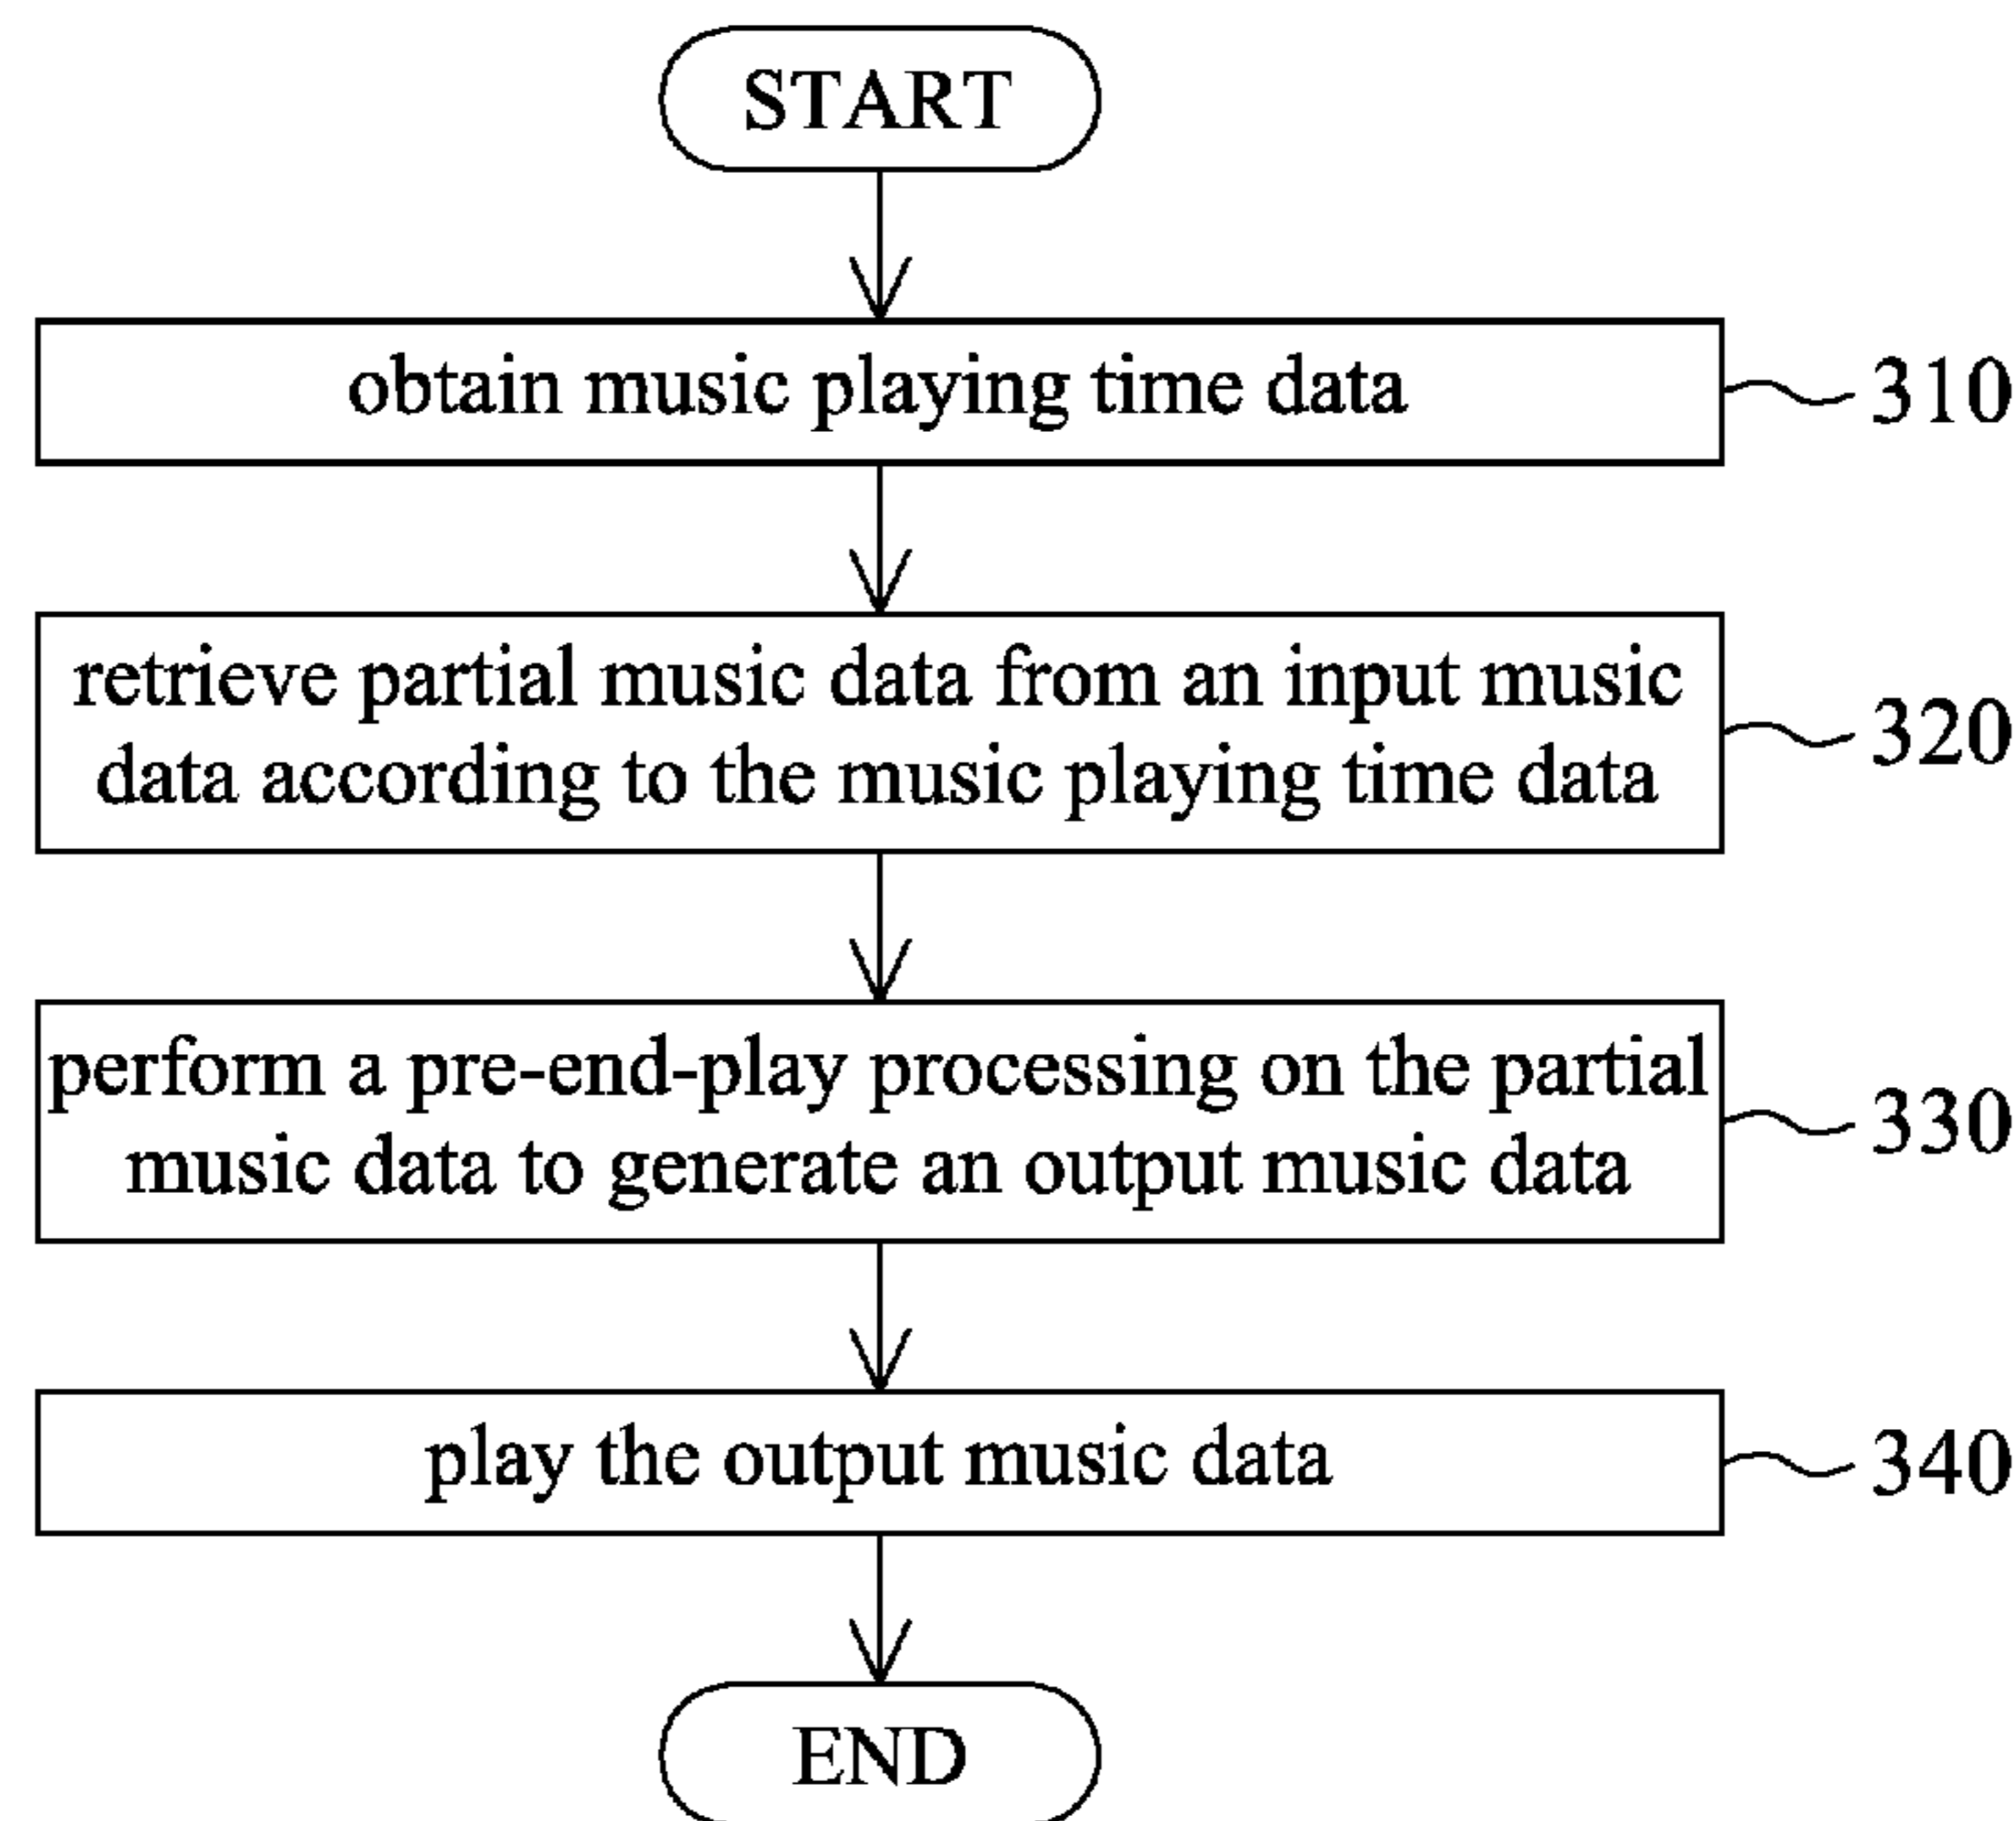 START
obtain music playing time data
310
retrieve partial music data from an input music
data according to the music playing time data
320
perform a pre-end-play processing on the partial
music data to generate an output music data
330
play the output music data
340
END